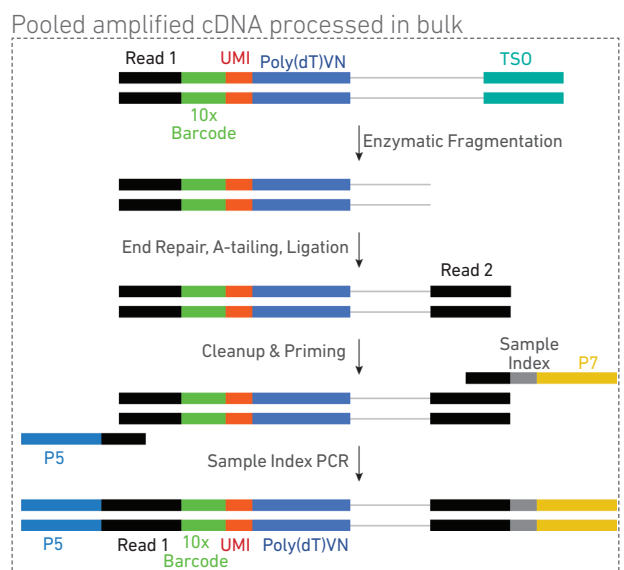 Pooled amplified cDNA processed in bulk
Read 1 UMI Poly(dT)VN TSO
10x
Barcode
Enzymatic Fragmentation
End Repair, A-tailing, Ligation
Read 2
Cleanup & Priming
Sample
Index P7
P5
Sample Index PCR
P5 Read 1 10x UMI Poly(dT)VN
Barcode